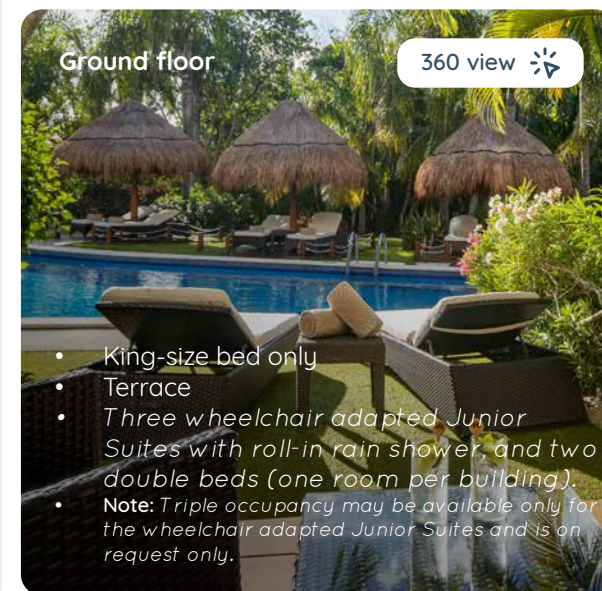 Ground floor
360 view
• King-size bed only
• Terrace
• Three wheelchair adapted Junior
Suites with roll-in rain shower, and two
double beds (one room per building).
• Note: Triple occupancy may be available only for
the wheelchair adapted Junior Suites and is on
request only.